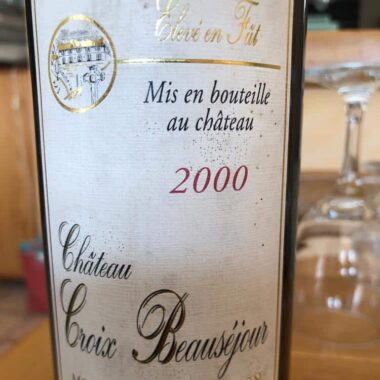 Élevé en Fût
Mis en bouteille
au château
2000
Château
Croix Beauséjour